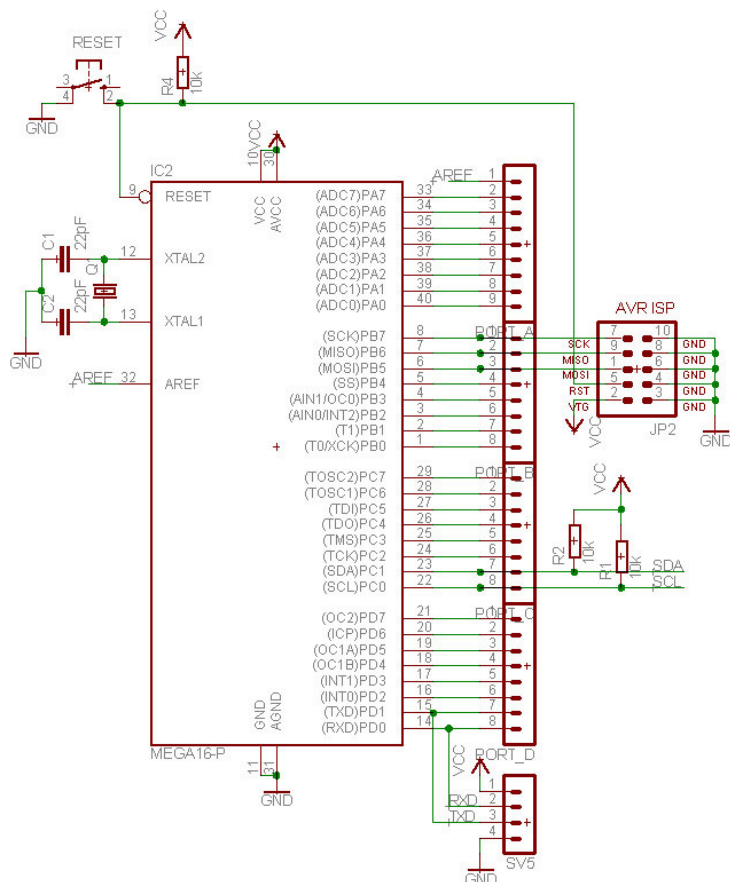 RESET
VCC
R4
10k
3
1
4
2
GND
IC2
10
VCC
30
9
RESET
VCC
AVCC
C1
22pF
C2
22pF
12
XTAL2
13
XTAL1
GND
AREF
32
AREF
(ADC7)PA7 33
(ADC6)PA6 34
(ADC5)PA5 35
(ADC4)PA4 36
(ADC3)PA3 37
(ADC2)PA2 38
(ADC1)PA1 39
(ADC0)PA0 40
AREF 1
2
3
4
5
6
7
8
9
PORT_A
(SCK)PB7 8
(MISO)PB6 7 2
(MOSI)PB5 6 3
(SS)PB4 5 4
(AIN1/OC0)PB3 4 5
(AIN0/INT2)PB2 3 6
(T1)PB1 2 7
(T0/XCK)PB0 1 8
PORT_B
(TOSC2)PC7 29
(TOSC1)PC6 28 2
(TDI)PC5 27 3
(TDO)PC4 26 4
(TMS)PC3 25 5
(TCK)PC2 24 6
(SDA)PC1 23 7
(SCL)PC0 22 8
PORT_C
(OC2)PD7 21
(ICP)PD6 20 2
(OC1A)PD5 19 3
(OC1B)PD4 18 4
(INT1)PD3 17 5
(INT0)PD2 16 6
(TXD)PD1 15 7
(RXD)PD0 14 8
PORT_D
GND
AGND
MEGA16-P
11
31
GND
AVR ISP
7 10
SCK 9 8 GND
MISO 1 6 GND
MOSI 5 4 GND
RST 2 3 GND
VTG GND
VCC
JP2
GND
VCC
R2
10k
R1
10k
SDA
SCL
VCC
1
RXD 2
TXD 3
4
SV5
GND